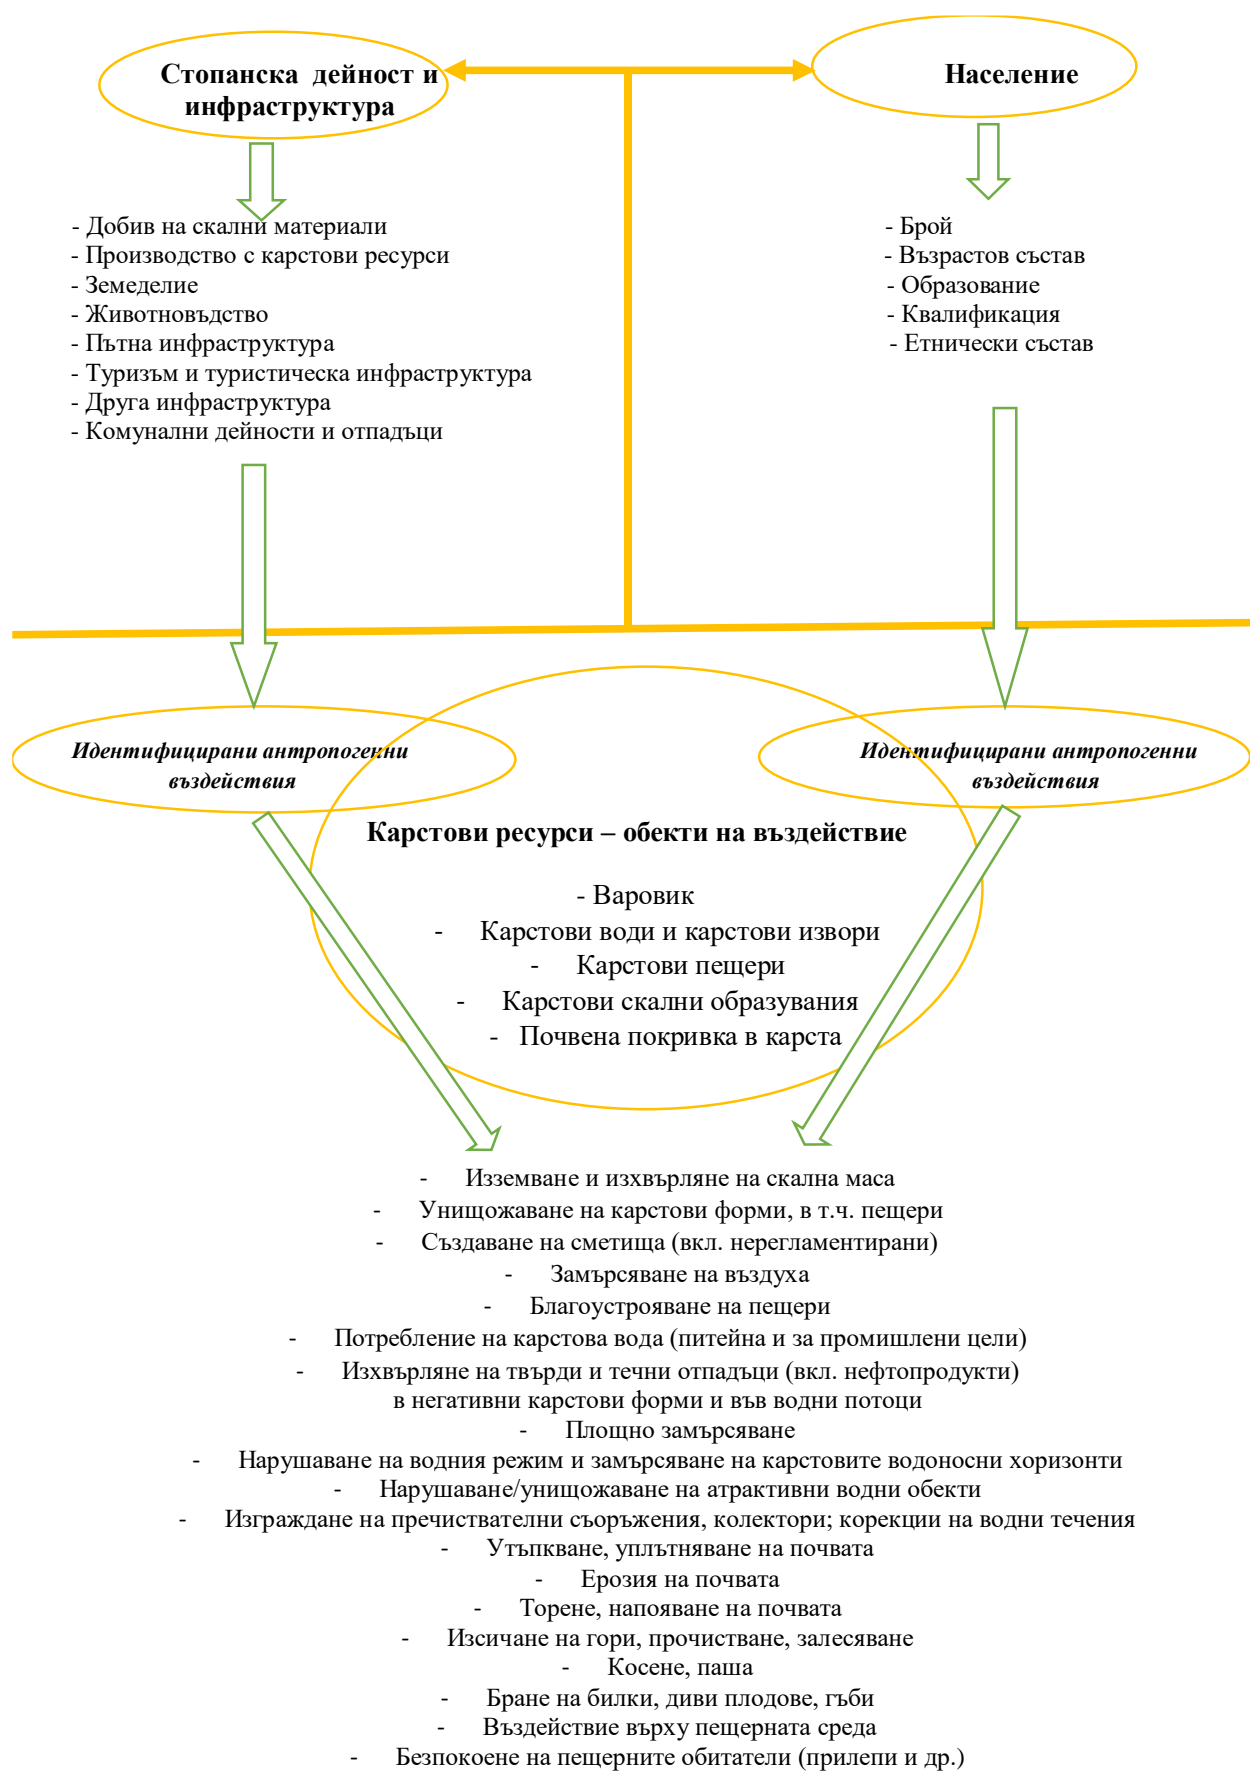 Стопанска дейност и
инфраструктура
Население
- Добив на скални материали
- Производство с карстови ресурси
- Земеделие
- Животновъдство
- Пътна инфраструктура
- Туризъм и туристическа инфраструктура
- Друга инфраструктура
- Комунални дейности и отпадъци
- Брой
- Възрастов състав
- Образование
- Квалификация
- Етнически състав
Идентифицирани антропогенни
въздействия
Идентифицирани антропогенни
въздействия
Карстови ресурси – обекти на въздействие
- Варовик
- Карстови води и карстови извори
- Карстови пещери
- Карстови скални образувания
- Почвена покривка в карста
- Изземване и изхвърляне на скална маса
- Унищожаване на карстови форми, в т.ч. пещери
- Създаване на сметища (вкл. нерегламентирани)
- Замърсяване на въздуха
- Благоустрояване на пещери
- Потребление на карстова вода (питейна и за промишлени цели)
- Изхвърляне на твърди и течни отпадъци (вкл. нефтопродукти)
в негативни карстови форми и във водни потоци
- Площно замърсяване
- Нарушаване на водния режим и замърсяване на карстовите водоносни хоризонти
- Нарушаване/унищожаване на атрактивни водни обекти
- Изграждане на пречиствателни съоръжения, колектори; корекции на водни течения
- Утъпкване, уплътняване на почвата
- Ерозия на почвата
- Торене, напояване на почвата
- Изсичане на гори, прочистване, залесяване
- Косене, паша
- Бране на билки, диви плодове, гъби
- Въздействие върху пещерната среда
- Безпокоене на пещерните обитатели (прилепи и др.)